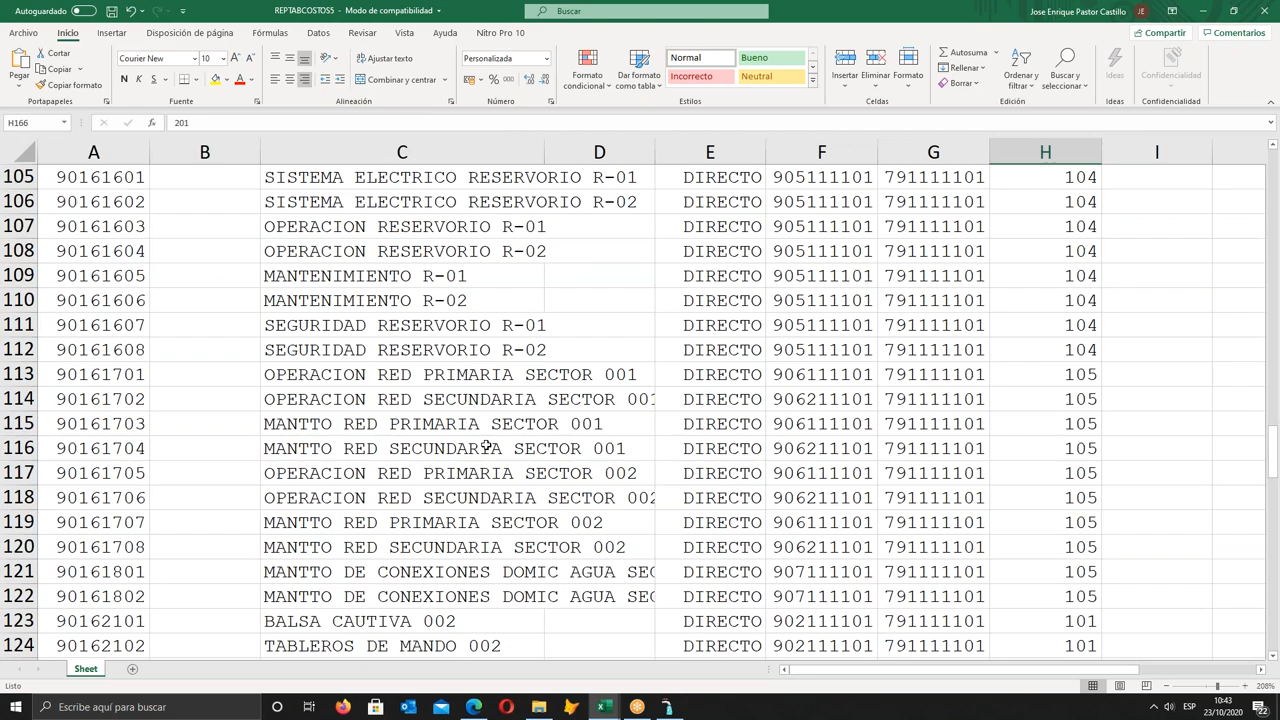 Autoguardado
REPTABCOSTOS5 - Modo de compatibilidad
Buscar
Jose Enrique Pastor Castillo
JE
Archivo Inicio Insertar Disposición de página Fórmulas Datos Revisar Vista Ayuda Nitro Pro 10
Compartir Comentarios
Pegar
Cortar
Copiar
Copiar formato
Portapapeles
Courier New 10
N K S
Fuente
Ajustar texto
Combinar y centrar
Alineación
Personalizada
% 000
Número
Formato condicional
Dar formato como tabla
Normal Bueno
Incorrecto Neutral
Estilos
Insertar Eliminar Formato
Celdas
Autosuma
Rellenar
Borrar
Ordenar y filtrar
Buscar y seleccionar
Edición
Ideas
Ideas
Confidencialidad
Confidencialidad
H166 fx 201
A B C D E F G H I
105 90161601 SISTEMA ELECTRICO RESERVORIO R-01 DIRECTO 905111101 791111101 104
106 90161602 SISTEMA ELECTRICO RESERVORIO R-02 DIRECTO 905111101 791111101 104
107 90161603 OPERACION RESERVORIO R-01 DIRECTO 905111101 791111101 104
108 90161604 OPERACION RESERVORIO R-02 DIRECTO 905111101 791111101 104
109 90161605 MANTENIMIENTO R-01 DIRECTO 905111101 791111101 104
110 90161606 MANTENIMIENTO R-02 DIRECTO 905111101 791111101 104
111 90161607 SEGURIDAD RESERVORIO R-01 DIRECTO 905111101 791111101 104
112 90161608 SEGURIDAD RESERVORIO R-02 DIRECTO 905111101 791111101 104
113 90161701 OPERACION RED PRIMARIA SECTOR 001 DIRECTO 906111101 791111101 105
114 90161702 OPERACION RED SECUNDARIA SECTOR 001 DIRECTO 906211101 791111101 105
115 90161703 MANTTO RED PRIMARIA SECTOR 001 DIRECTO 906111101 791111101 105
116 90161704 MANTTO RED SECUNDARIA SECTOR 001 DIRECTO 906211101 791111101 105
117 90161705 OPERACION RED PRIMARIA SECTOR 002 DIRECTO 906111101 791111101 105
118 90161706 OPERACION RED SECUNDARIA SECTOR 002 DIRECTO 906211101 791111101 105
119 90161707 MANTTO RED PRIMARIA SECTOR 002 DIRECTO 906111101 791111101 105
120 90161708 MANTTO RED SECUNDARIA SECTOR 002 DIRECTO 906211101 791111101 105
121 90161801 MANTTO DE CONEXIONES DOMIC AGUA SEC DIRECTO 907111101 791111101 105
122 90161802 MANTTO DE CONEXIONES DOMIC AGUA SEC DIRECTO 907111101 791111101 105
123 90162101 BALSA CAUTIVA 002 DIRECTO 902111101 791111101 101
124 90162102 TABLEROS DE MANDO 002 DIRECTO 902111101 791111101 101
Sheet
Listo
208%
Escribe aquí para buscar
ESP
10:43
23/10/2020
22